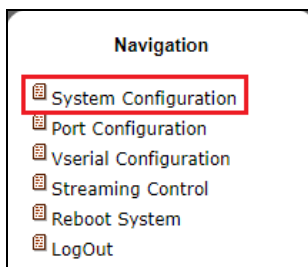 Navigation
System Configuration
Port Configuration
Vserial Configuration
Streaming Control
Reboot System
LogOut